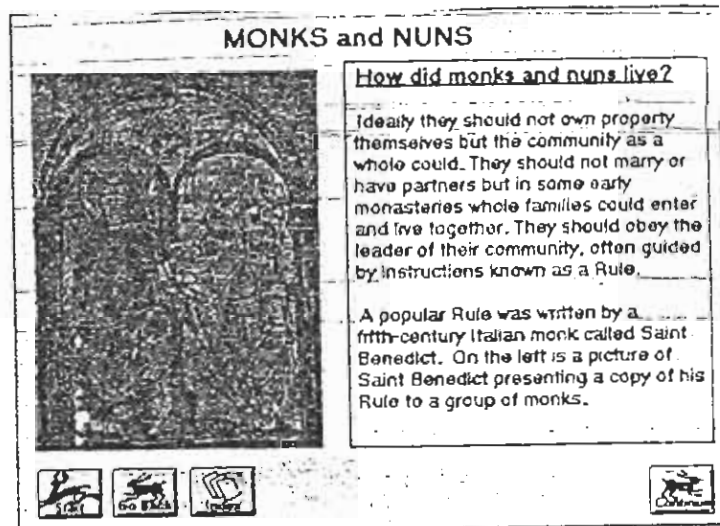 MONKS and NUNS
How did monks and nuns live?
Ideally they should not own property
themselves but the community as a
whole could. They should not marry or
have partners but in some early
monasteries whole families could enter
and live together. They should obey the
leader of their community, often guided
by Instructions known as a Rule.
A popular Rule was written by a
fifth-century Italian monk called Saint
Benedict. On the left is a picture of
Saint Benedict presenting a copy of his
Rule to a group of monks.
Start
Go Back
Index
Continue